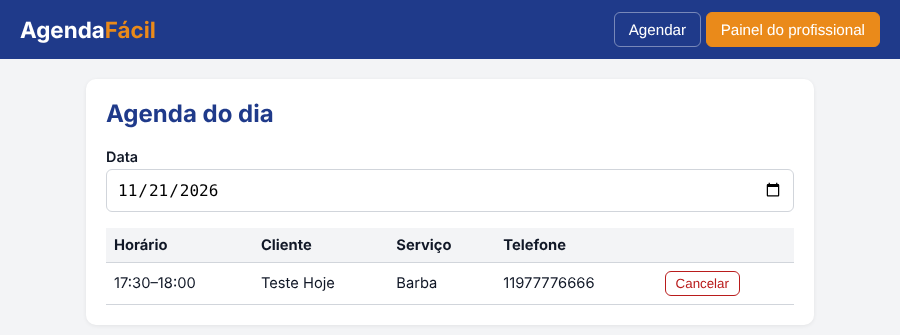 AgendaFácil Agendar Painel do profissional
Agenda do dia
Data
11/21/2026
Horário Cliente Serviço Telefone
17:30–18:00 Teste Hoje Barba 11977776666 Cancelar